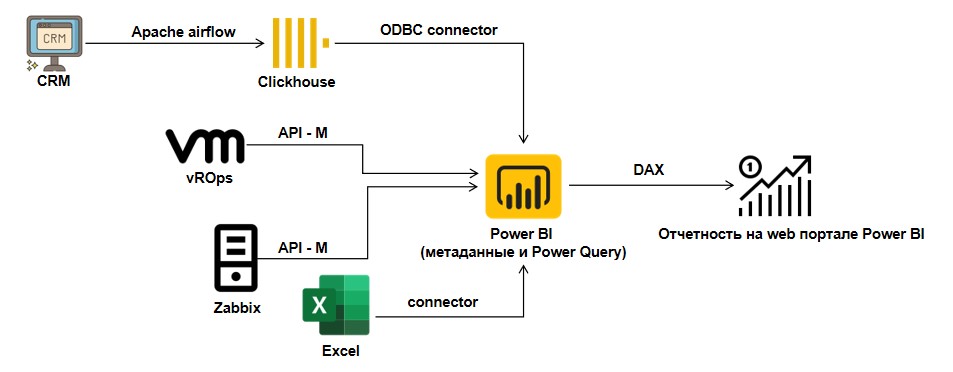 CRM
CRM
Apache airflow
Clickhouse
ODBC connector
vm
vROps
API - M
Zabbix
API - M
X
Excel
connector
Power BI
(метаданные и Power Query)
DAX
1
Отчетность на web портале Power BI